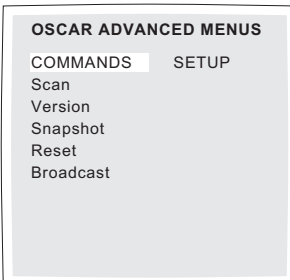 OSCAR ADVANCED MENUS
COMMANDS SETUP
Scan
Version
Snapshot
Reset
Broadcast